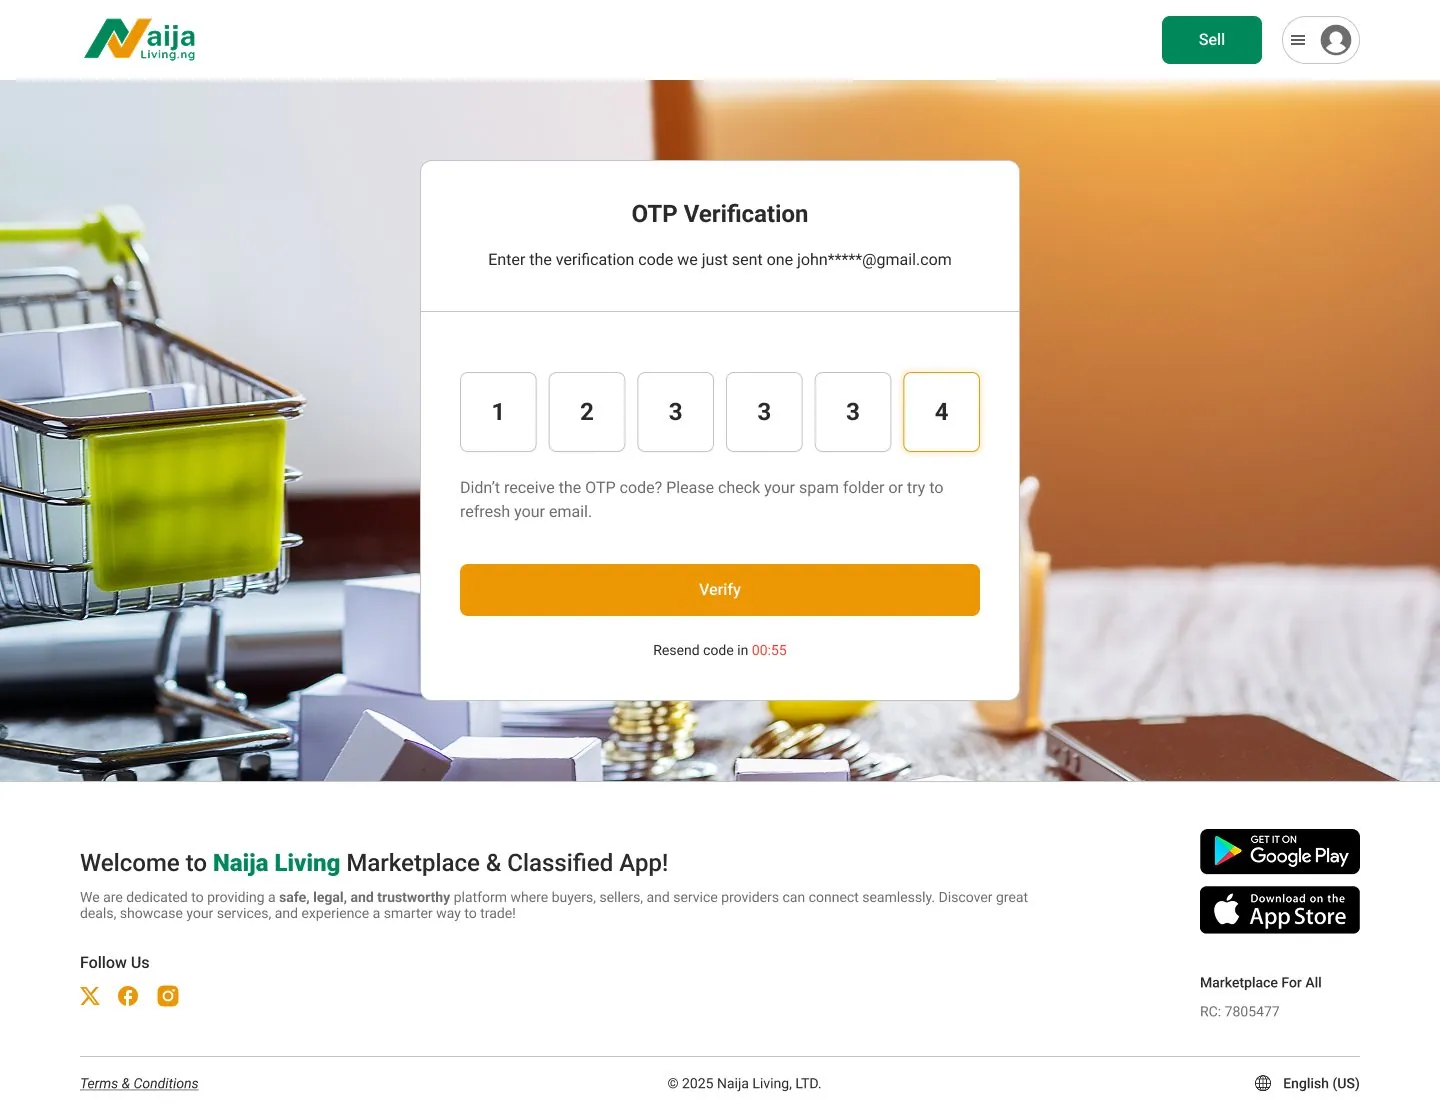 Naija
Living.ng
Sell
OTP Verification
Enter the verification code we just sent one john*****@gmail.com
1 2 3 3 3 4
Didn’t receive the OTP code? Please check your spam folder or try to
refresh your email.
Verify
Resend code in 00:55
Welcome to Naija Living Marketplace & Classified App!
We are dedicated to providing a safe, legal, and trustworthy platform where buyers, sellers, and service providers can connect seamlessly. Discover great
deals, showcase your services, and experience a smarter way to trade!
Follow Us
GET IT ON
Google Play
Download on the
App Store
Marketplace For All
RC: 7805477
Terms & Conditions
© 2025 Naija Living, LTD.
English (US)